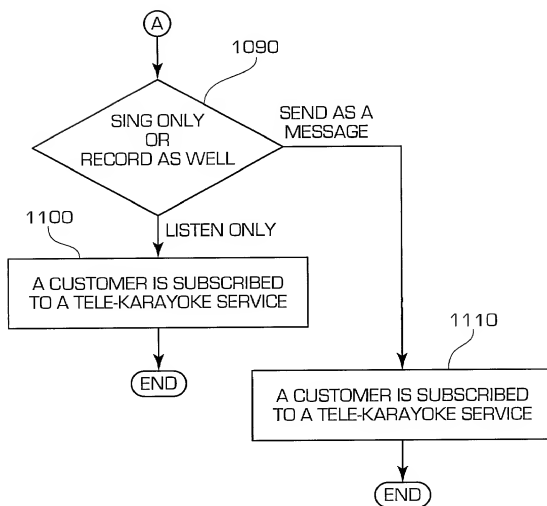 A
1090
SING ONLY
OR
RECORD AS WELL
SEND AS A
MESSAGE
1100
LISTEN ONLY
A CUSTOMER IS SUBSCRIBED
TO A TELE-KARAYOKE SERVICE
END
1110
A CUSTOMER IS SUBSCRIBED
TO A TELE-KARAYOKE SERVICE
END